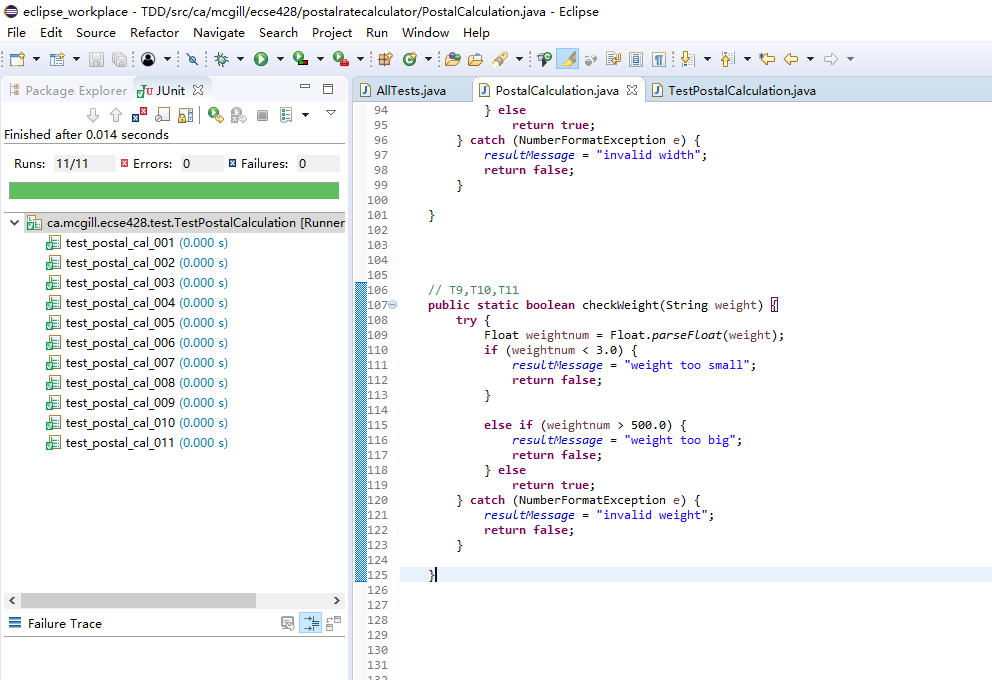 eclipse_workplace - TDD/src/ca/mcgill/ecse428/postalratecalculator/PostalCalculation.java - Eclipse
File Edit Source Refactor Navigate Search Project Run Window Help
Package Explorer JUnit
Finished after 0.014 seconds
Runs: 11/11 Errors: 0 Failures: 0
ca.mcgill.ecse428.test.TestPostalCalculation [Runner
test_postal_cal_001 (0.000 s)
test_postal_cal_002 (0.000 s)
test_postal_cal_003 (0.000 s)
test_postal_cal_004 (0.000 s)
test_postal_cal_005 (0.000 s)
test_postal_cal_006 (0.000 s)
test_postal_cal_007 (0.000 s)
test_postal_cal_008 (0.000 s)
test_postal_cal_009 (0.000 s)
test_postal_cal_010 (0.000 s)
test_postal_cal_011 (0.000 s)
Failure Trace
AllTests.java PostalCalculation.java TestPostalCalculation.java
94 } else
95 return true;
96 } catch (NumberFormatException e) {
97 resultMessage = "invalid width";
98 return false;
99 }
100
101 }
102
103
104
105
106 // T9,T10,T11
107 public static boolean checkWeight(String weight) {
108 try {
109 Float weightnum = Float.parseFloat(weight);
110 if (weightnum < 3.0) {
111 resultMessage = "weight too small";
112 return false;
113 }
114
115 else if (weightnum > 500.0) {
116 resultMessage = "weight too big";
117 return false;
118 } else
119 return true;
120 } catch (NumberFormatException e) {
121 resultMessage = "invalid weight";
122 return false;
123 }
124
125 }
126
127
128
129
130
131
132